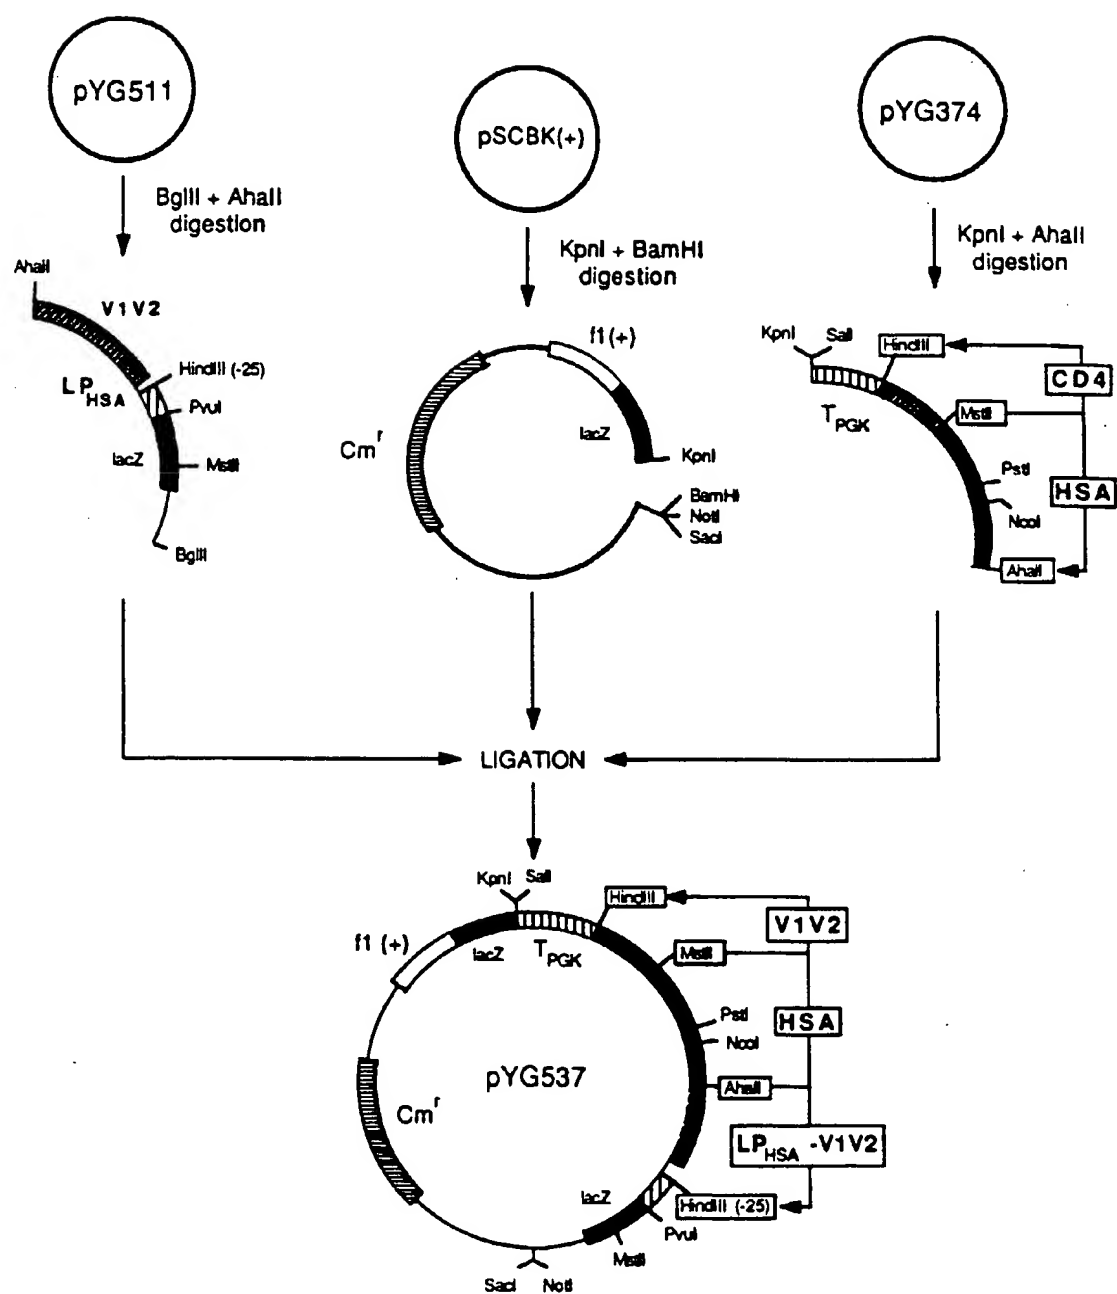 pYG511
pSCBK(+)
pYG374
BglII + AhaII
digestion
KpnI + BamHI
digestion
KpnI + AhaII
digestion
AhaII
V1V2
HindIII (-25)
LP HSA
PvuI
lacZ
MstII
BglII
f1 (+)
Cm r
lacZ
KpnI
BamHI
NotI
SacI
KpnI
SalI
HindIII
CD4
T PGK
MstII
PstI
HSA
NcoI
AhaII
LIGATION
KpnI
SalI
HindIII
f1 (+)
lacZ
T PGK
V1V2
MstII
PstI
HSA
NcoI
pYG537
AhaII
Cm r
LP HSA -V1V2
lacZ
HindIII (-25)
PvuI
MstII
SacI
NotI